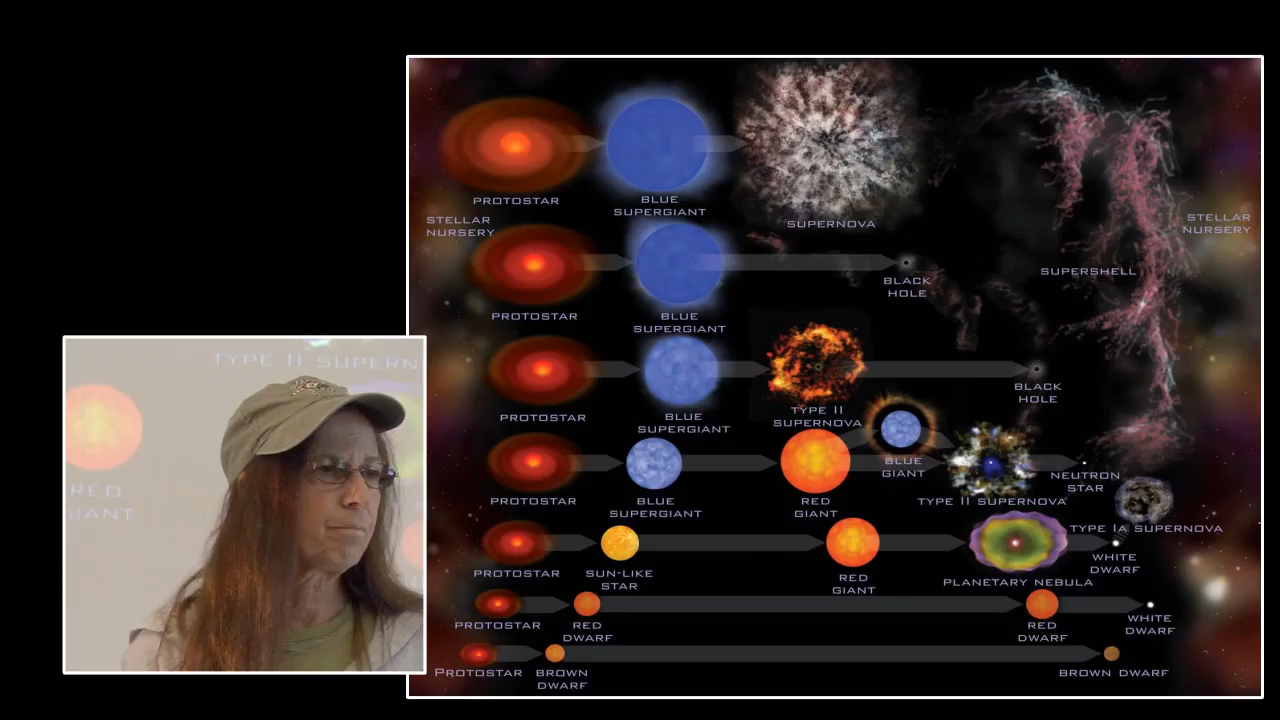 PROTOSTAR
BLUE
SUPERGIANT
SUPERNOVA
STELLAR
NURSERY
STELLAR
NURSERY
PROTOSTAR
BLUE
SUPERGIANT
BLACK
HOLE
SUPERSHELL
PROTOSTAR
BLUE
SUPERGIANT
TYPE II
SUPERNOVA
BLACK
HOLE
PROTOSTAR
BLUE
SUPERGIANT
RED
GIANT
BLUE
GIANT
TYPE II SUPERNOVA
NEUTRON
STAR
PROTOSTAR
SUN-LIKE
STAR
RED
GIANT
PLANETARY NEBULA
TYPE IA SUPERNOVA
WHITE
DWARF
PROTOSTAR
RED
DWARF
RED
DWARF
WHITE
DWARF
PROTOSTAR
BROWN
DWARF
BROWN DWARF
TYPE II SUPERN
RED
GIANT